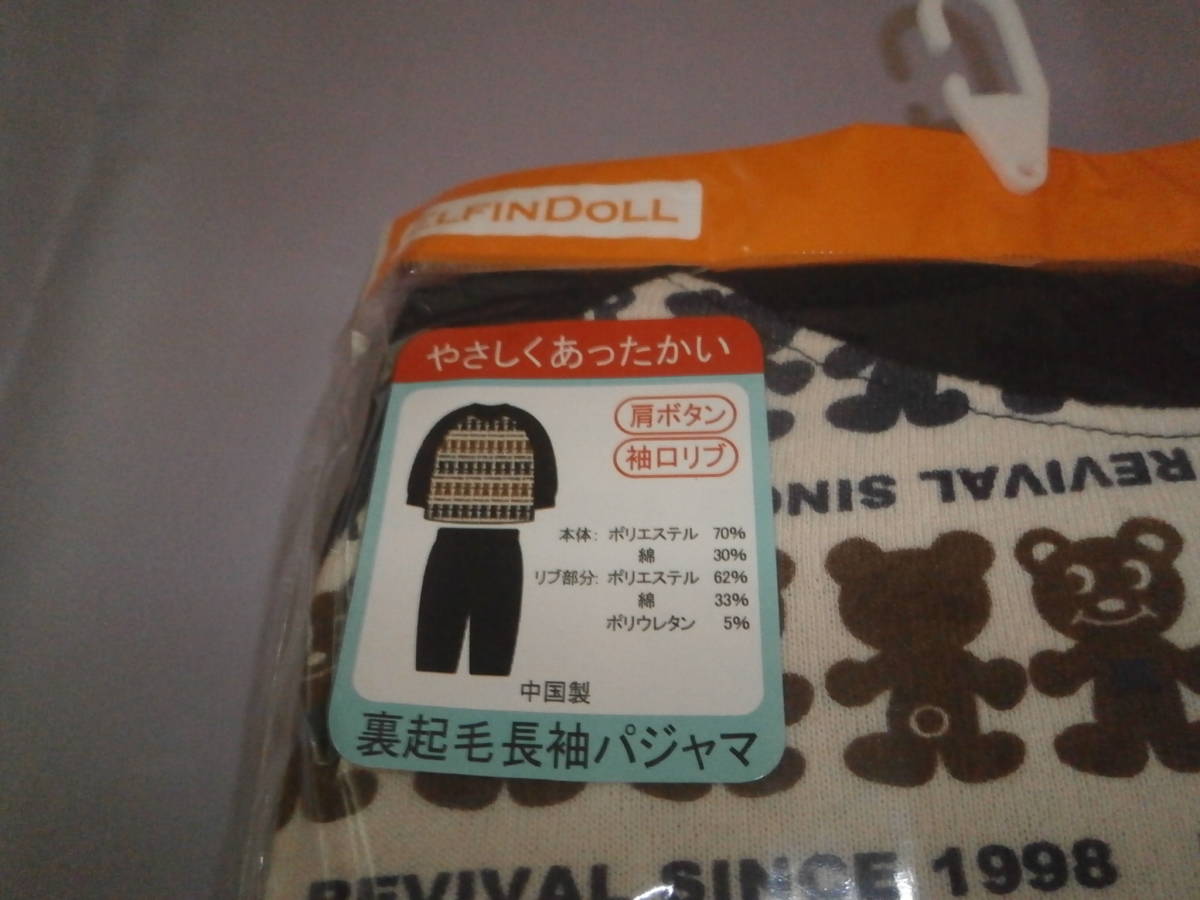 ELFINDOLL
やさしくあったかい
肩ボタン
袖口リブ
本体: ポリエステル 70%
綿 30%
リブ部分: ポリエステル 62%
綿 33%
ポリウレタン 5%
中国製
裏起毛長袖パジャマ
REVIVAL SINC
REVIVAL SINCE 1998